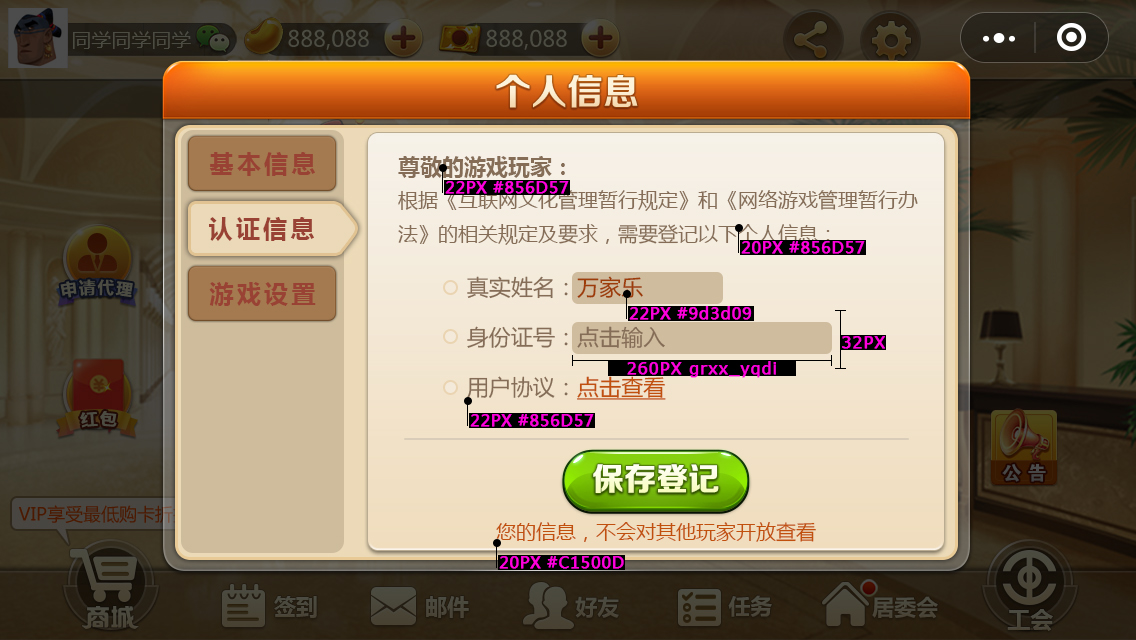 同学同学同学
888,088
888,088
个人信息
基本信息
认证信息
游戏设置
尊敬的游戏玩家：
22PX #856D57
根据《互联网文化管理暂行规定》和《网络游戏管理暂行办
法》的相关规定及要求，需要登记以下个人信息：
20PX #856D57
真实姓名：万家乐
22PX #9d3d09
身份证号：点击输入
32PX
260PX grxx_yqdi
用户协议：点击查看
22PX #856D57
保存登记
您的信息，不会对其他玩家开放查看
20PX #C1500D
申请代理
红包
公告
VIP享受最低购卡折
商城
签到
邮件
好友
任务
居委会
工会